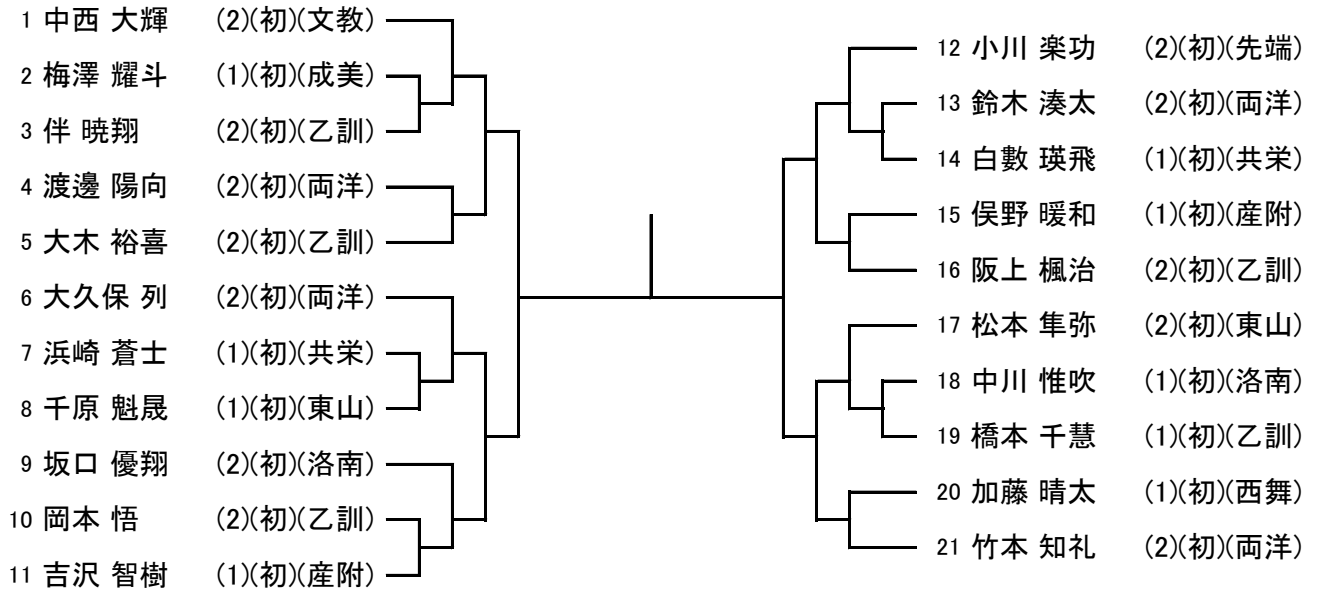 1 中西 大輝 (2)(初)(文教)
2 梅澤 耀斗 (1)(初)(成美)
3 伴 暁翔 (2)(初)(乙訓)
4 渡邊 陽向 (2)(初)(両洋)
5 大木 裕喜 (2)(初)(乙訓)
6 大久保 列 (2)(初)(両洋)
7 浜崎 蒼士 (1)(初)(共栄)
8 千原 魁晟 (1)(初)(東山)
9 坂口 優翔 (2)(初)(洛南)
10 岡本 悟 (2)(初)(乙訓)
11 吉沢 智樹 (1)(初)(産附)
12 小川 楽功 (2)(初)(先端)
13 鈴木 湊太 (2)(初)(両洋)
14 白數 瑛飛 (1)(初)(共栄)
15 俣野 暖和 (1)(初)(産附)
16 阪上 楓治 (2)(初)(乙訓)
17 松本 隼弥 (2)(初)(東山)
18 中川 惟吹 (1)(初)(洛南)
19 橋本 千慧 (1)(初)(乙訓)
20 加藤 晴太 (1)(初)(西舞)
21 竹本 知礼 (2)(初)(両洋)